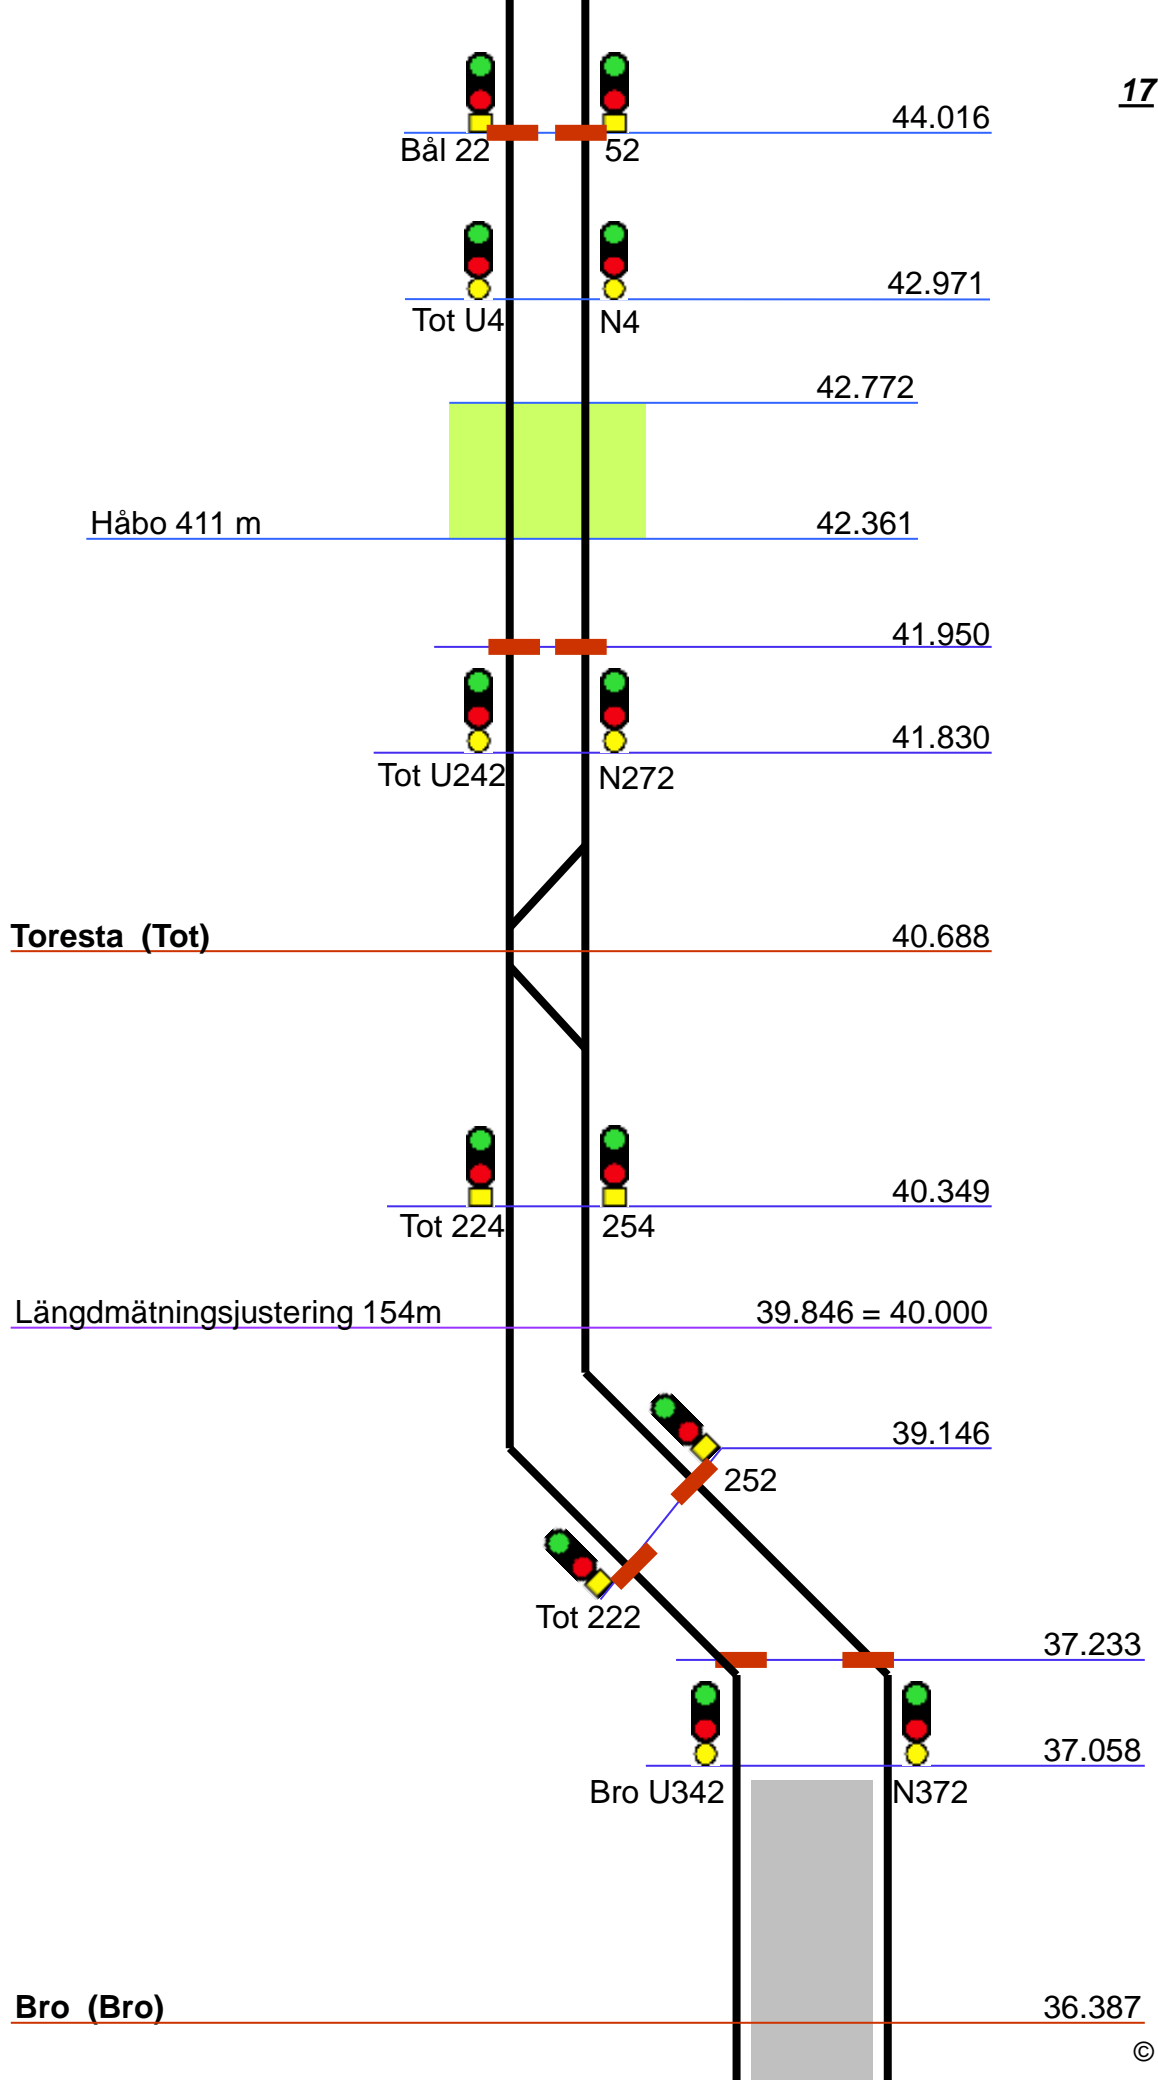 17
44.016
Bål 22 52
42.971
Tot U4 N4
42.772
Håbo 411 m 42.361
41.950
41.830
Tot U242 N272
Toresta (Tot) 40.688
40.349
Tot 224 254
Längdmätningsjustering 154m 39.846 = 40.000
39.146
252
Tot 222
37.233
37.058
Bro U342 N372
Bro (Bro) 36.387
©